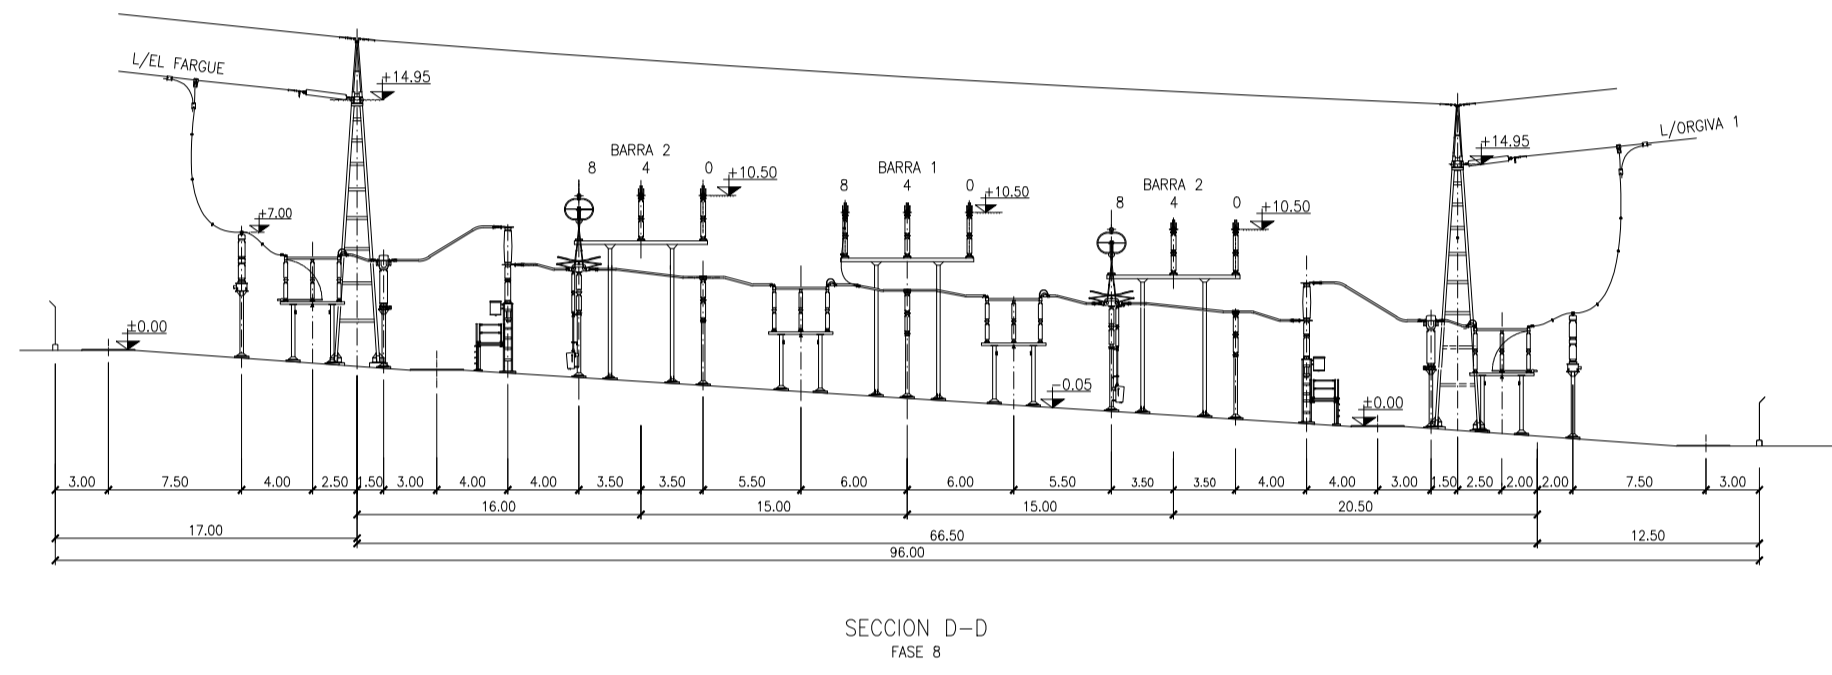 L/EL FARGUE
+14.95
+14.95
L/ORGIVA 1
BARRA 2
8 4 0
+10.50
BARRA 1
8 4 0
+10.50
BARRA 2
8 4 0
+10.50
+7.00
±0.00
-0.05
±0.00
3.00 7.50 4.00 2.50 1.50 3.00 4.00 4.00 3.50 3.50 5.50 6.00 6.00 5.50 3.50 3.50 4.00 4.00 3.00 1.50 2.50 2.00 2.00 7.50 3.00
16.00 15.00 15.00 20.50
17.00 66.50 12.50
96.00
SECCION D-D
FASE 8